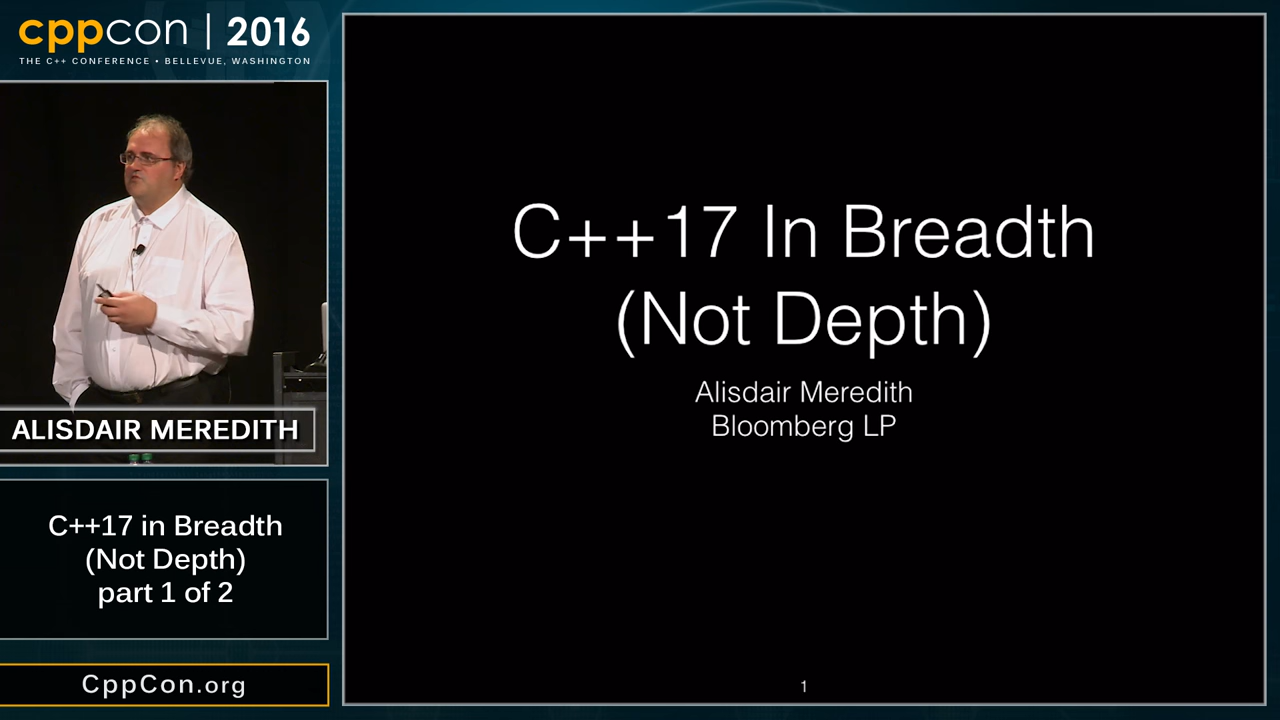 cppcon | 2016
THE C++ CONFERENCE • BELLEVUE, WASHINGTON
ALISDAIR MEREDITH
C++17 in Breadth
(Not Depth)
part 1 of 2
CppCon.org
C++17 In Breadth
(Not Depth)
Alisdair Meredith
Bloomberg LP
1